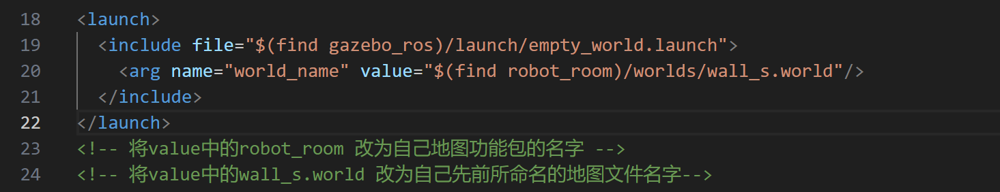 18 <launch>
19 <include file="$(find gazebo_ros)/launch/empty_world.launch">
20 <arg name="world_name" value="$(find robot_room)/worlds/wall_s.world"/>
21 </include>
22 </launch>
23 <!-- 将value中的robot_room 改为自己地图功能包的名字 -->
24 <!-- 将value中的wall_s.world 改为自己先前所命名的地图文件名字-->